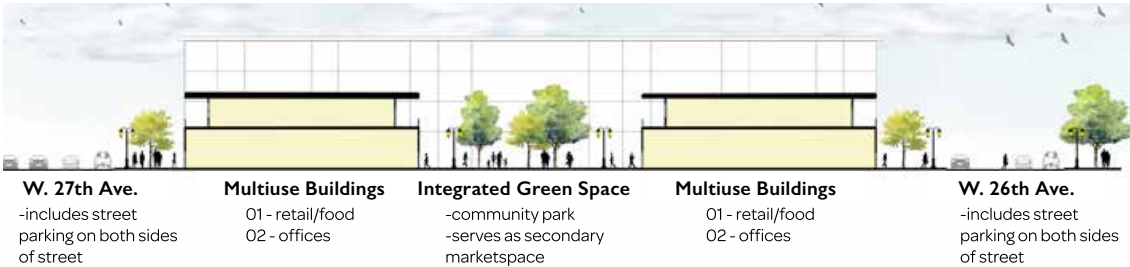 W. 27th Ave.
-includes street
parking on both sides
of street
Multiuse Buildings
01 - retail/food
02 - offices
Integrated Green Space
-community park
-serves as secondary
marketspace
Multiuse Buildings
01 - retail/food
02 - offices
W. 26th Ave.
-includes street
parking on both sides
of street